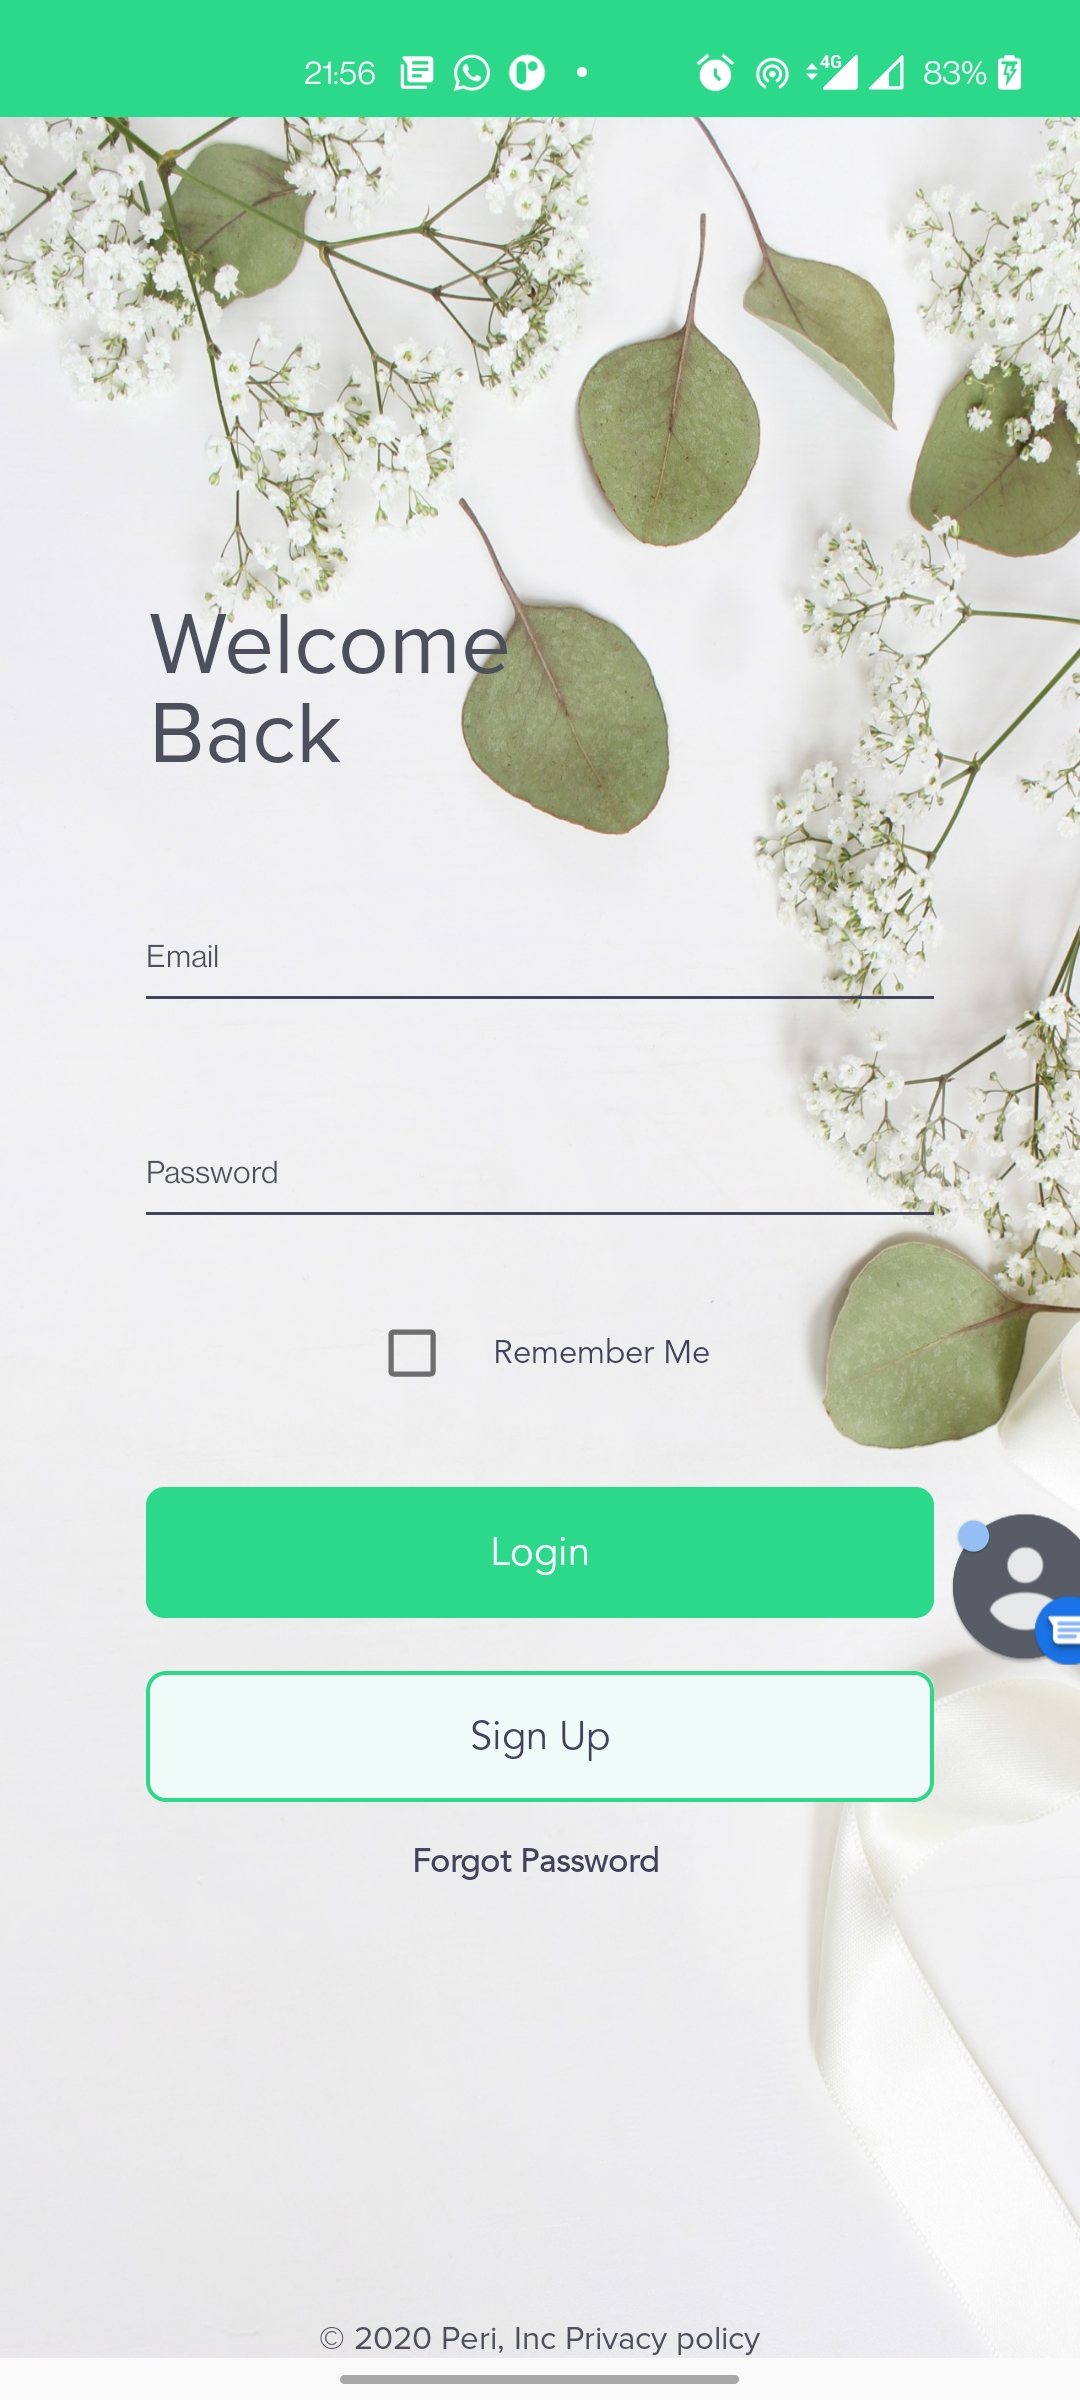 21:56 4G 83%
Welcome
Back
Email
Password
Remember Me
Login
Sign Up
Forgot Password
© 2020 Peri, Inc Privacy policy